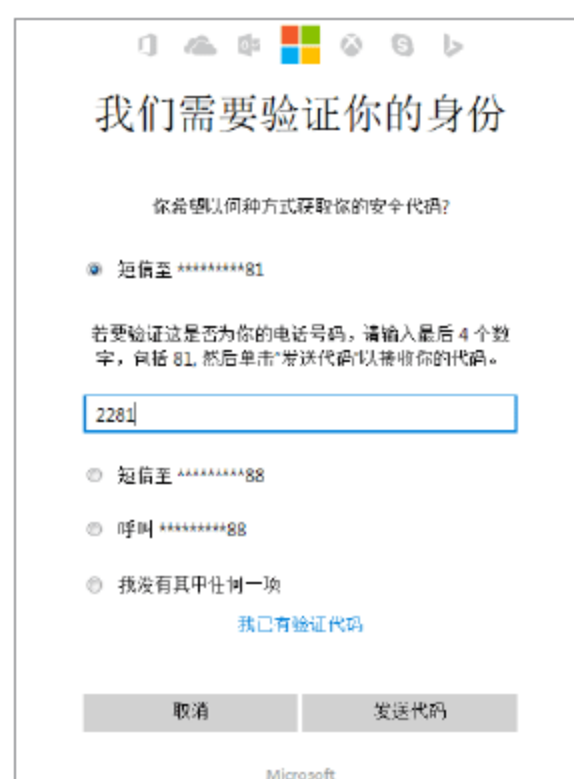 我们需要验证你的身份
你希望以何种方式获取你的安全代码?
短信至 *********81
若要验证这是否为你的电话号码，请输入最后 4 个数
字，包括 81, 然后单击“发送代码”以接收你的代码。
2281
短信至 *********88
呼叫 *********88
我没有其中任何一项
我已有验证代码
取消
发送代码
Microsoft